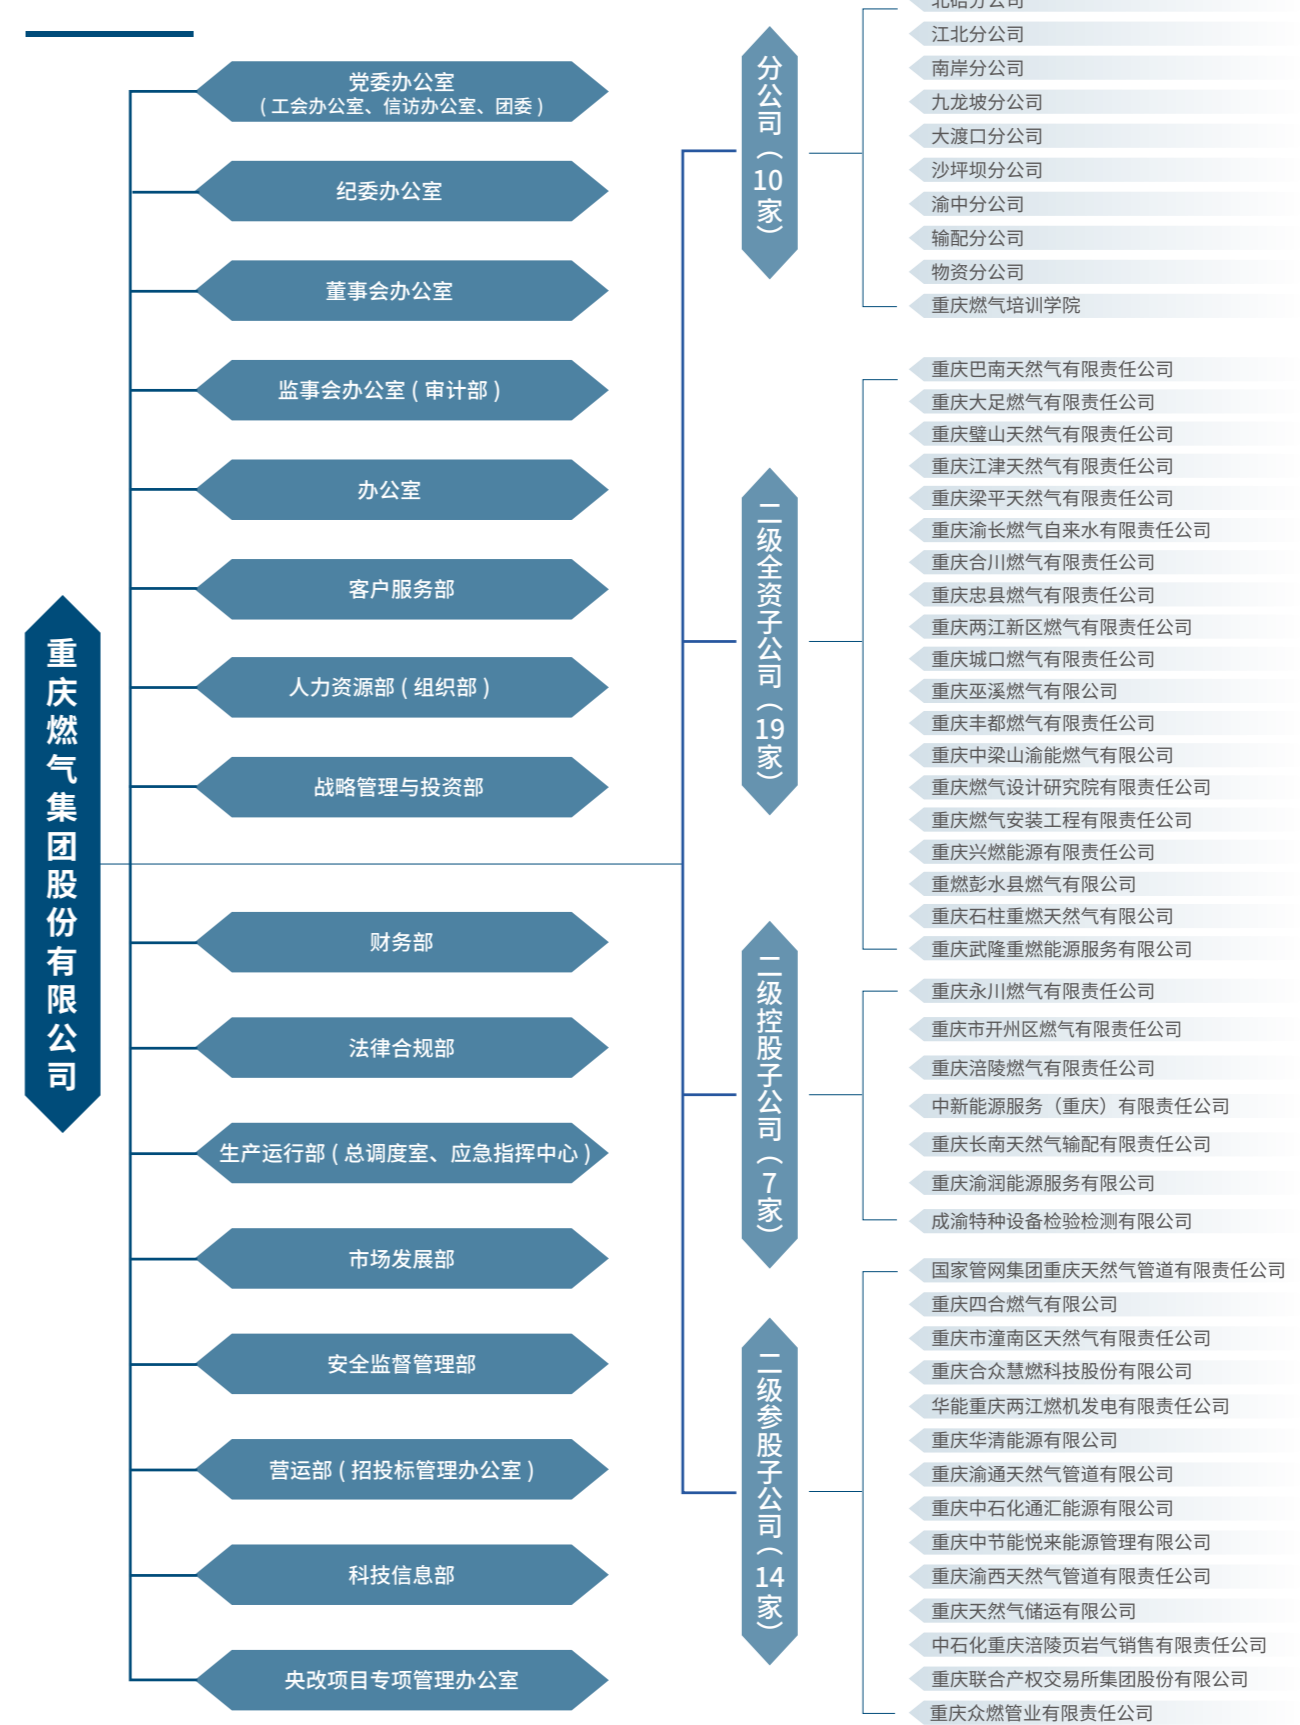 重庆燃气集团股份有限公司
党委办公室
(工会办公室、信访办公室、团委)
纪委办公室
董事会办公室
监事会办公室(审计部)
办公室
客户服务部
人力资源部(组织部)
战略管理与投资部
财务部
法律合规部
生产运行部(总调度室、应急指挥中心)
市场发展部
安全监督管理部
营运部(招投标管理办公室)
科技信息部
央改项目专项管理办公室
分公司（10家）
北碚分公司
江北分公司
南岸分公司
九龙坡分公司
大渡口分公司
沙坪坝分公司
渝中分公司
输配分公司
物资分公司
重庆燃气培训学院
二级全资子公司（19家）
重庆巴南天然气有限责任公司
重庆大足燃气有限责任公司
重庆璧山天然气有限责任公司
重庆江津天然气有限责任公司
重庆梁平天然气有限责任公司
重庆渝长燃气自来水有限责任公司
重庆合川燃气有限责任公司
重庆忠县燃气有限责任公司
重庆两江新区燃气有限责任公司
重庆城口燃气有限责任公司
重庆巫溪燃气有限公司
重庆丰都燃气有限责任公司
重庆中梁山渝能燃气有限公司
重庆燃气设计研究院有限责任公司
重庆燃气安装工程有限责任公司
重庆兴燃能源有限责任公司
重燃彭水县燃气有限公司
重庆石柱重燃天然气有限公司
重庆武隆重燃能源服务有限公司
二级控股子公司（7家）
重庆永川燃气有限责任公司
重庆市开州区燃气有限责任公司
重庆涪陵燃气有限责任公司
中新能源服务（重庆）有限责任公司
重庆长南天然气输配有限责任公司
重庆渝润能源服务有限公司
成渝特种设备检验检测有限公司
二级参股子公司（14家）
国家管网集团重庆天然气管道有限责任公司
重庆四合燃气有限公司
重庆市潼南区天然气有限责任公司
重庆合众慧燃科技股份有限公司
华能重庆两江燃机发电有限责任公司
重庆华清能源有限公司
重庆渝通天然气管道有限公司
重庆中石化通汇能源有限公司
重庆中节能悦来能源管理有限公司
重庆渝西天然气管道有限责任公司
重庆天然气储运有限公司
中石化重庆涪陵页岩气销售有限责任公司
重庆联合产权交易所集团股份有限公司
重庆众燃管业有限责任公司